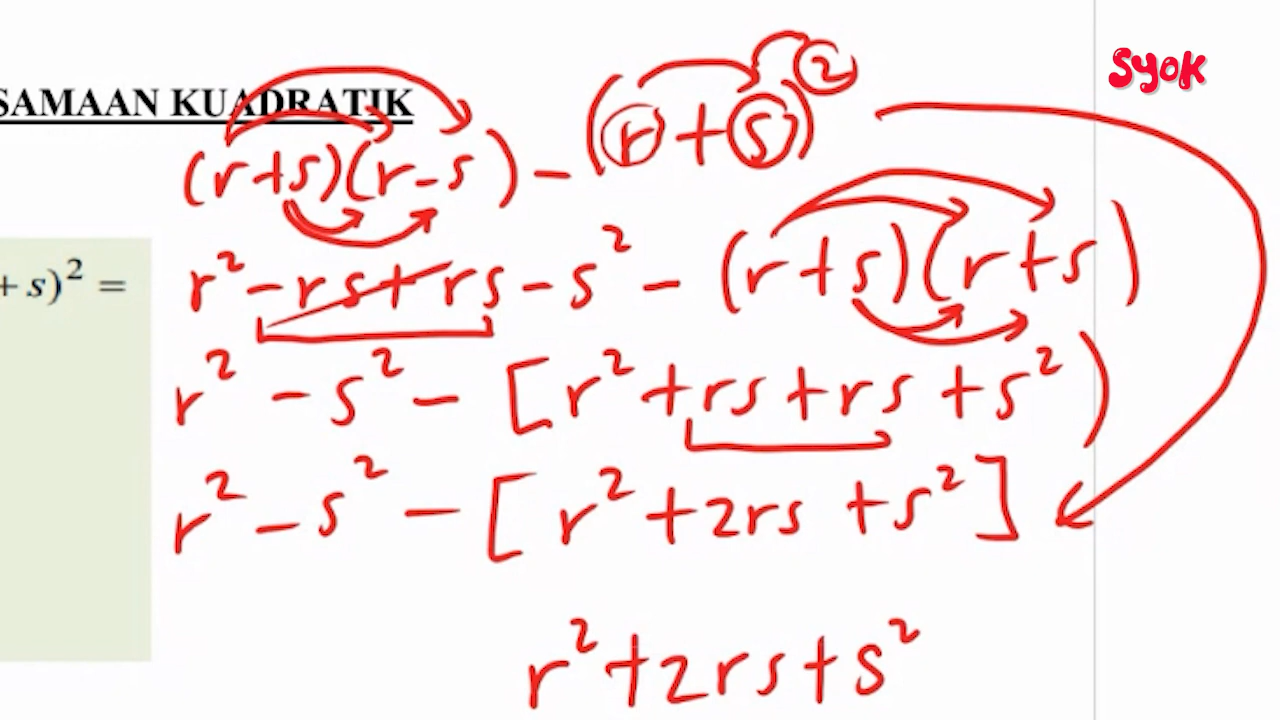 Syok
SAMAAN KUADRATIK
(r+s)(r-s) - (r+s)²
+ s)² =
r² - rs + rs - s² - (r+s)(r+s)
r² - s² - [r² + rs + rs + s²)
r² - s² - [r² + 2rs + s²]
r² + 2rs + s²